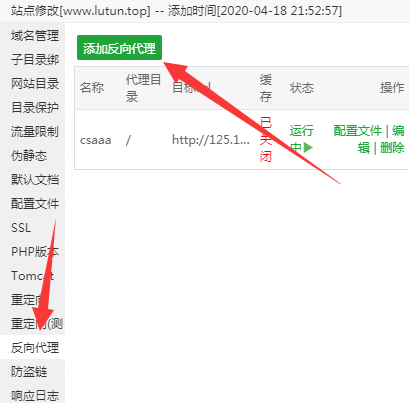 站点修改[www.lutun.top] -- 添加时间[2020-04-18 21:52:57]
域名管理
子目录绑
网站目录
目录保护
流量限制
伪静态
默认文档
配置文件
SSL
PHP版本
Tomcat
重定向
重定向(测
反向代理
防盗链
响应日志
添加反向代理
名称 代理目录 目标url 缓存 状态 操作
csaaa / http://125.1... 已关闭 运行中 配置文件 | 编辑 | 删除